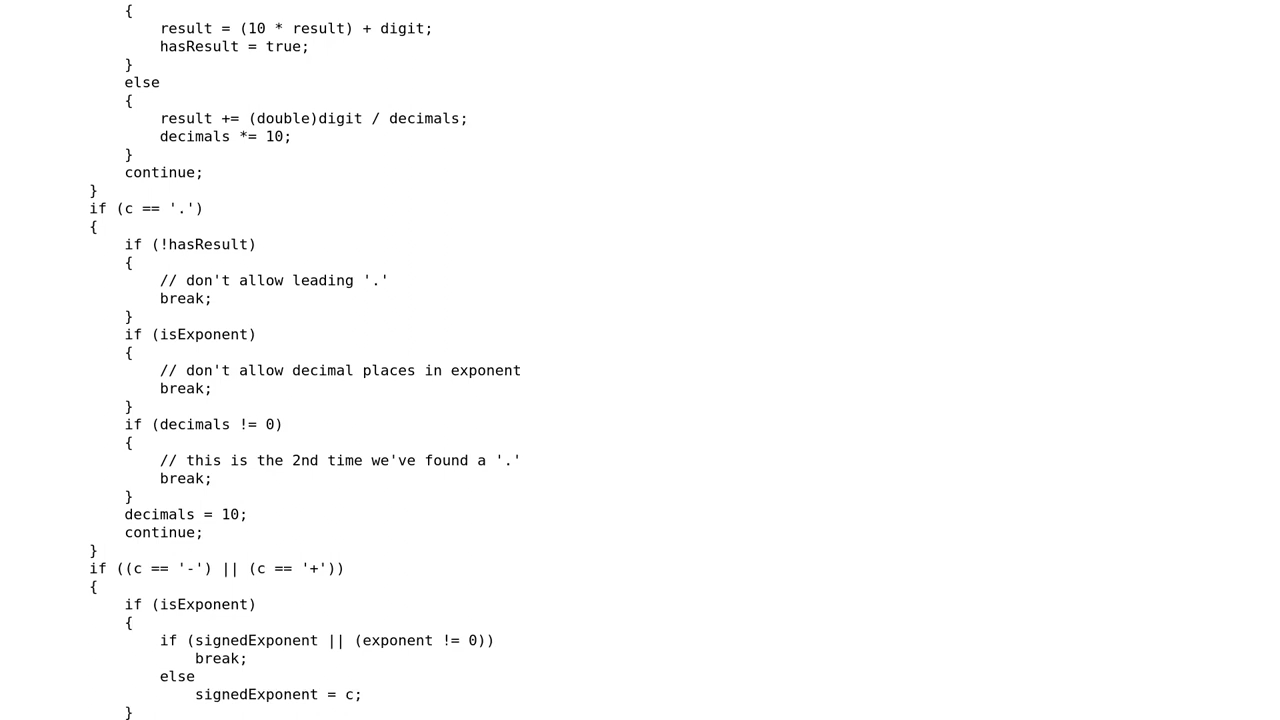 {
                result = (10 * result) + digit;
                hasResult = true;
            }
            else
            {
                result += (double)digit / decimals;
                decimals *= 10;
            }
            continue;
        }
        if (c == '.')
        {
            if (!hasResult)
            {
                // don't allow leading '.'
                break;
            }
            if (isExponent)
            {
                // don't allow decimal places in exponent
                break;
            }
            if (decimals != 0)
            {
                // this is the 2nd time we've found a '.'
                break;
            }
            decimals = 10;
            continue;
        }
        if ((c == '-') || (c == '+'))
        {
            if (isExponent)
            {
                if (signedExponent || (exponent != 0))
                    break;
                else
                    signedExponent = c;
            }